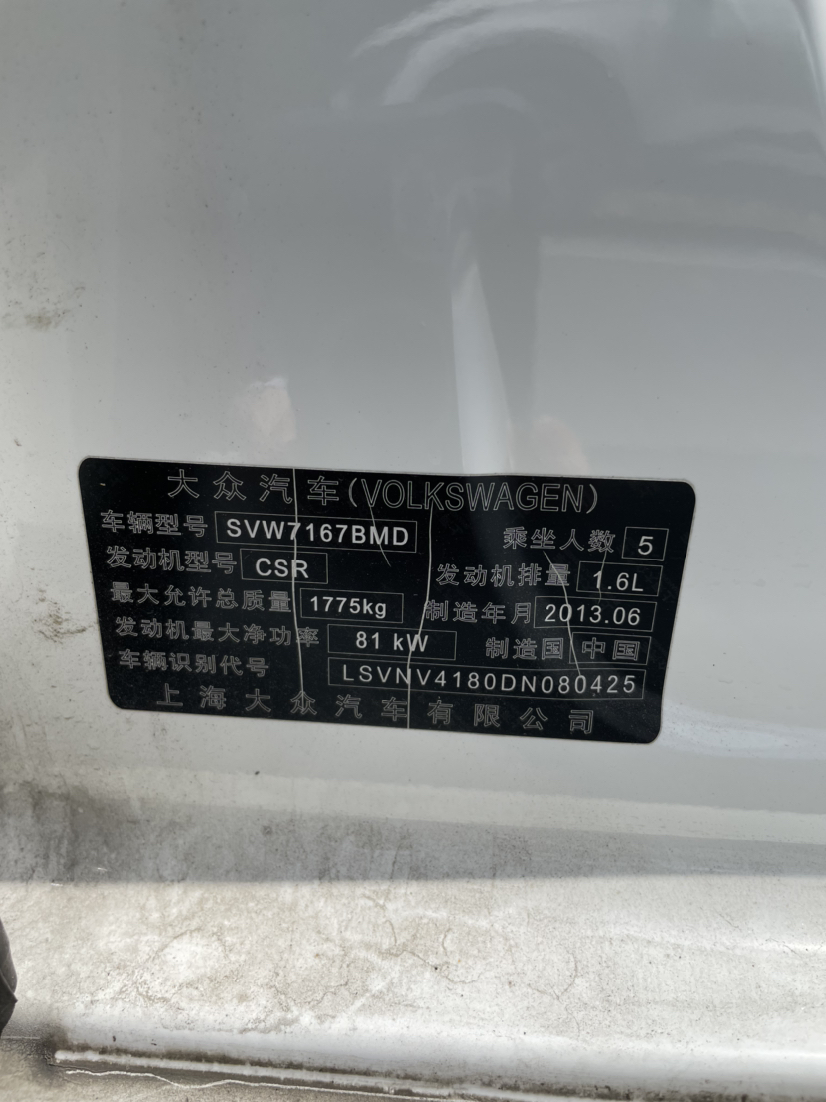 大众汽车(VOLKSWAGEN)
车辆型号 SVW7167BMD 乘坐人数 5
发动机型号 CSR 发动机排量 1.6L
最大允许总质量 1775kg 制造年月 2013.06
发动机最大净功率 81 kW 制造国 中国
车辆识别代号 LSVNV4180DN080425
上海大众汽车有限公司